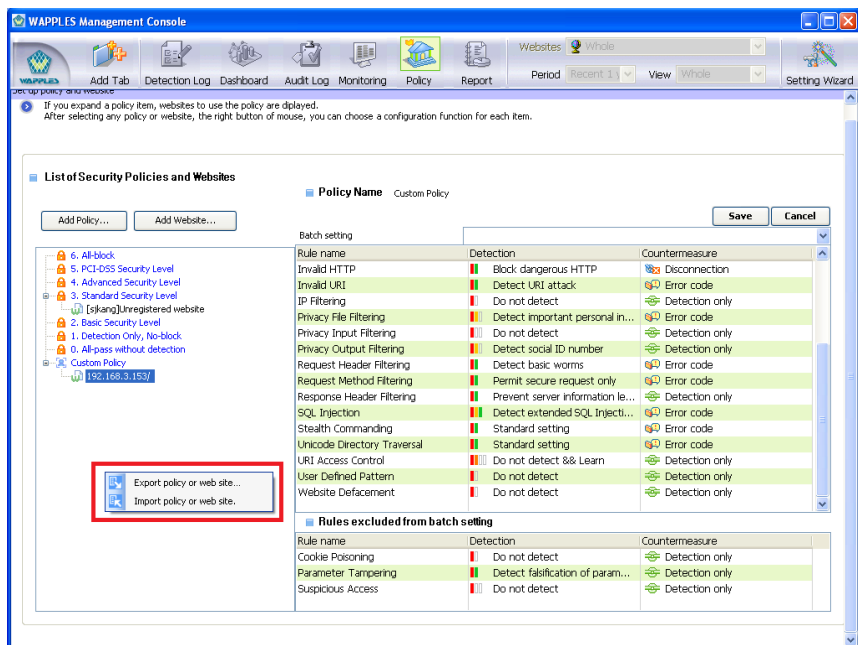 WAPPLES Management Console
WAPPLES
Add Tab
Detection Log
Dashboard
Audit Log
Monitoring
Policy
Report
Websites Whole
Period Recent 1 View Whole
Setting Wizard
Set up policy and website
If you expand a policy item, websites to use the policy are diplayed.
After selecting any policy or website, the right button of mouse, you can choose a configuration function for each item.
List of Security Policies and Websites
Add Policy...
Add Website...
6. All-block
5. PCI-DSS Security Level
4. Advanced Security Level
3. Standard Security Level
[sjkang]Unregistered website
2. Basic Security Level
1. Detection Only, No-block
0. All-pass without detection
Custom Policy
192.168.3.153/
Export policy or web site...
Import policy or web site.
Policy Name Custom Policy
Save
Cancel
Batch setting
Rule name Detection Countermeasure
Invalid HTTP Block dangerous HTTP Disconnection
Invalid URI Detect URI attack Error code
IP Filtering Do not detect Detection only
Privacy File Filtering Detect important personal in... Error code
Privacy Input Filtering Do not detect Detection only
Privacy Output Filtering Detect social ID number Detection only
Request Header Filtering Detect basic worms Error code
Request Method Filtering Permit secure request only Error code
Response Header Filtering Prevent server information le... Detection only
SQL Injection Detect extended SQL Injecti... Error code
Stealth Commanding Standard setting Error code
Unicode Directory Traversal Standard setting Error code
URI Access Control Do not detect && Learn Detection only
User Defined Pattern Do not detect Detection only
Website Defacement Do not detect Detection only
Rules excluded from batch setting
Rule name Detection Countermeasure
Cookie Poisoning Do not detect Detection only
Parameter Tampering Detect falsification of param... Detection only
Suspicious Access Do not detect Detection only